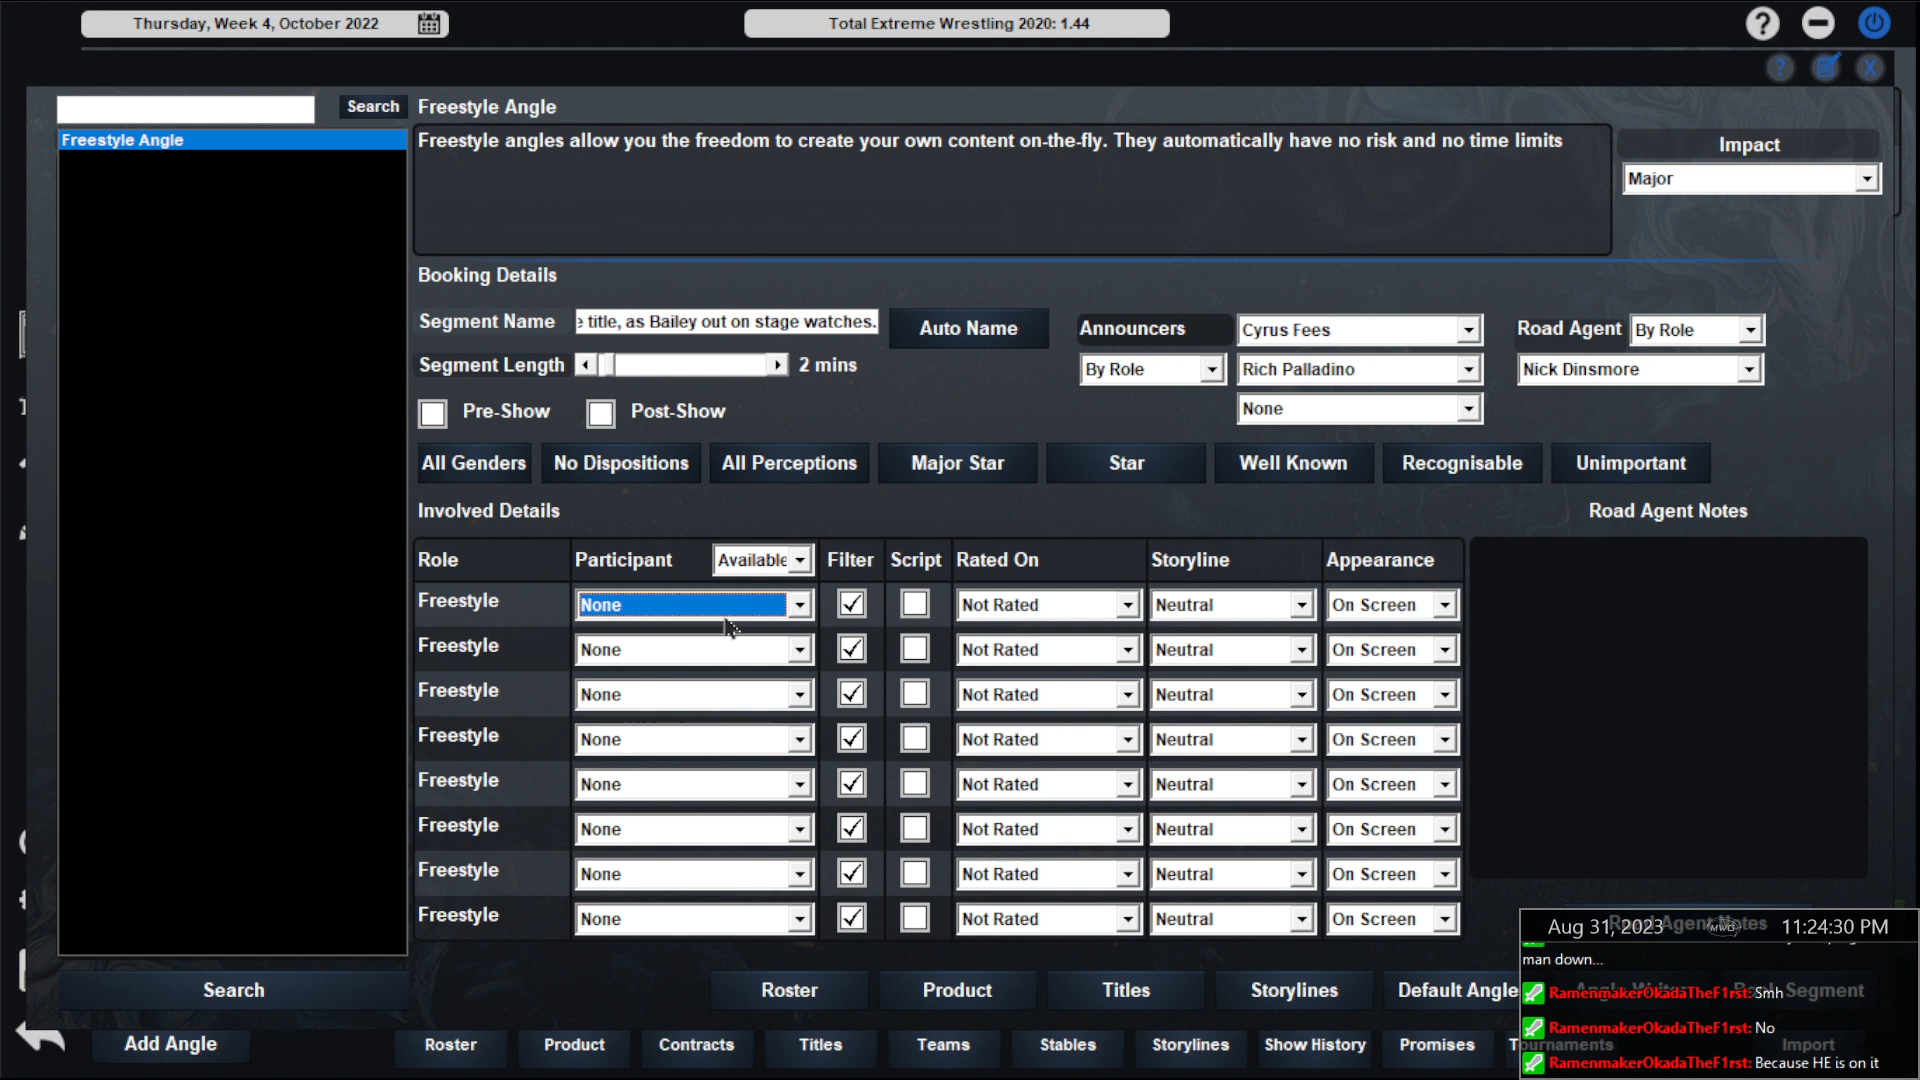 Thursday, Week 4, October 2022
Total Extreme Wrestling 2020: 1.44
Search
Freestyle Angle
Freestyle Angle
Freestyle angles allow you the freedom to create your own content on-the-fly. They automatically have no risk and no time limits
Impact
Major
Booking Details
Segment Name
title, as Bailey out on stage watches.
Auto Name
Announcers
Cyrus Fees
Road Agent
By Role
Segment Length
2 mins
By Role
Rich Palladino
Nick Dinsmore
Pre-Show
Post-Show
None
All Genders
No Dispositions
All Perceptions
Major Star
Star
Well Known
Recognisable
Unimportant
Involved Details
Road Agent Notes
Role
Participant
Available
Filter
Script
Rated On
Storyline
Appearance
Freestyle None Not Rated Neutral On Screen
Freestyle None Not Rated Neutral On Screen
Freestyle None Not Rated Neutral On Screen
Freestyle None Not Rated Neutral On Screen
Freestyle None Not Rated Neutral On Screen
Freestyle None Not Rated Neutral On Screen
Freestyle None Not Rated Neutral On Screen
Freestyle None Not Rated Neutral On Screen
Road Agent Notes
Aug 31, 2023
MWG
11:24:30 PM
man down...
Search
Roster
Product
Titles
Storylines
Default Angle
Segment
RamenmakerOkadaTheF1rst: Smh
RamenmakerOkadaTheF1rst: No
Add Angle
Roster
Product
Contracts
Titles
Teams
Stables
Storylines
Show History
Promises
Tournaments
Import
RamenmakerOkadaTheF1rst: Because HE is on it